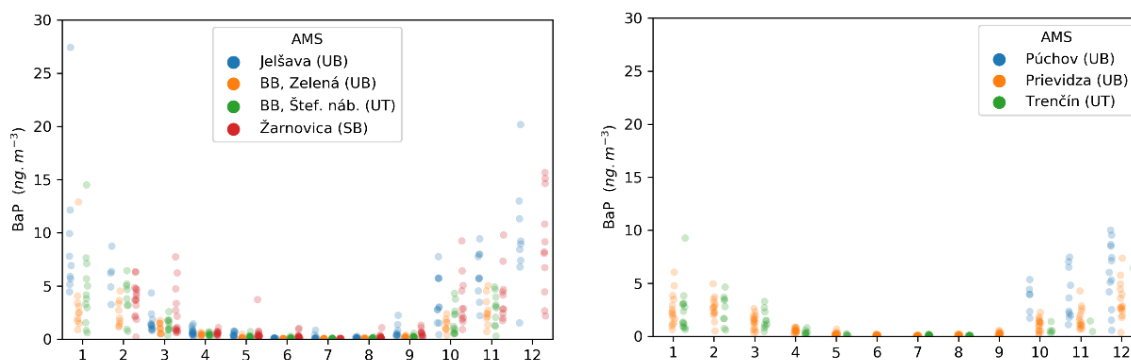 30
25
20
15
10
5
0
BaP (ng. m⁻³)
AMS
Jelšava (UB)
BB, Zelená (UB)
BB, Štef. náb. (UT)
Žarnovica (SB)
1 2 3 4 5 6 7 8 9 10 11 12
30
25
20
15
10
5
0
BaP (ng. m⁻³)
AMS
Púchov (UB)
Prievidza (UB)
Trenčín (UT)
1 2 3 4 5 6 7 8 9 10 11 12